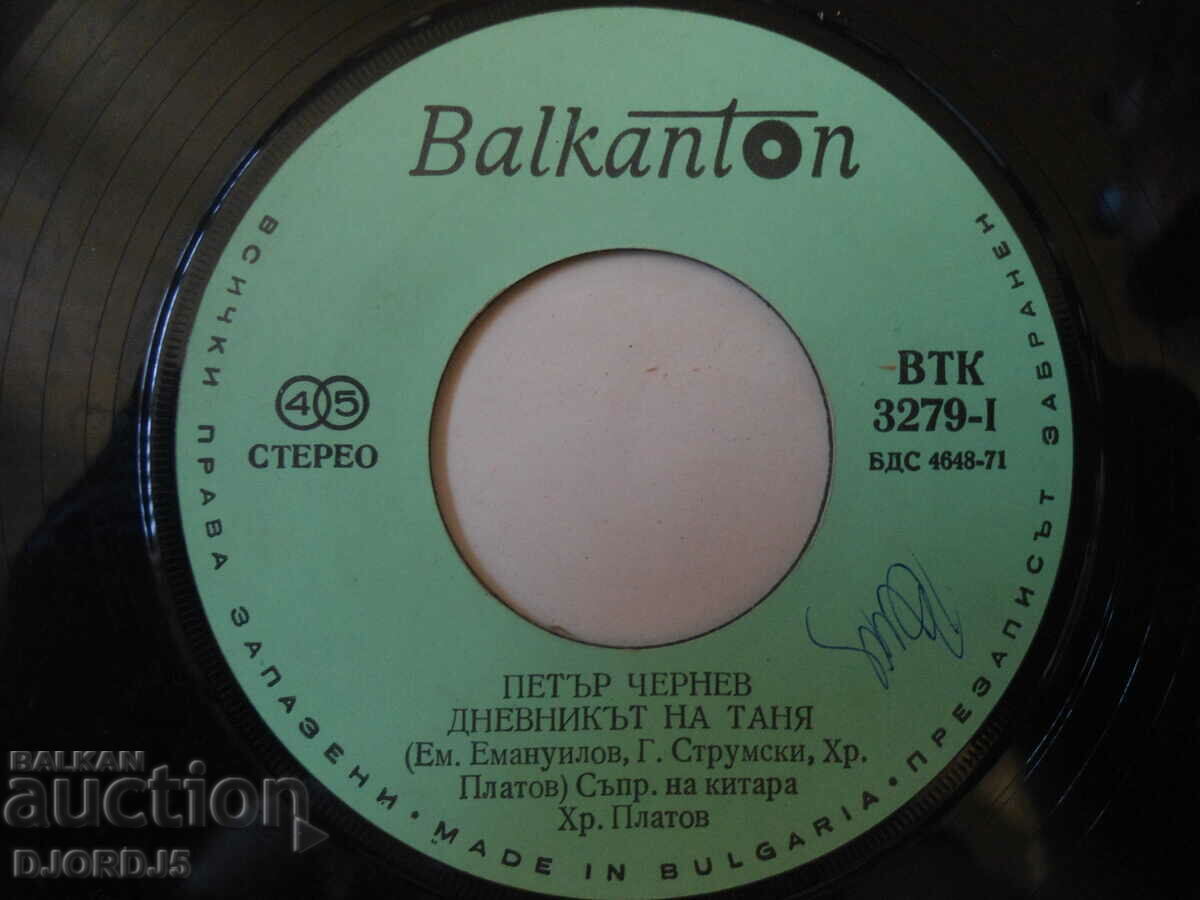 Balkanton
ВСИЧКИ ПРАВА ЗАПАЗЕНИ • MADE IN BULGARIA • ПРЕЗАПИСЪТ ЗАБРАНЕН
45
СТЕРЕО
ВТК
3279-I
БДС 4648-71
ПЕТЪР ЧЕРНЕВ
ДНЕВНИКЪТ НА ТАНЯ
(Ем. Емануилов, Г. Струмски, Хр.
Платов) Съпр. на китара
Хр. Платов
BALKAN
auction
DJORDJ5